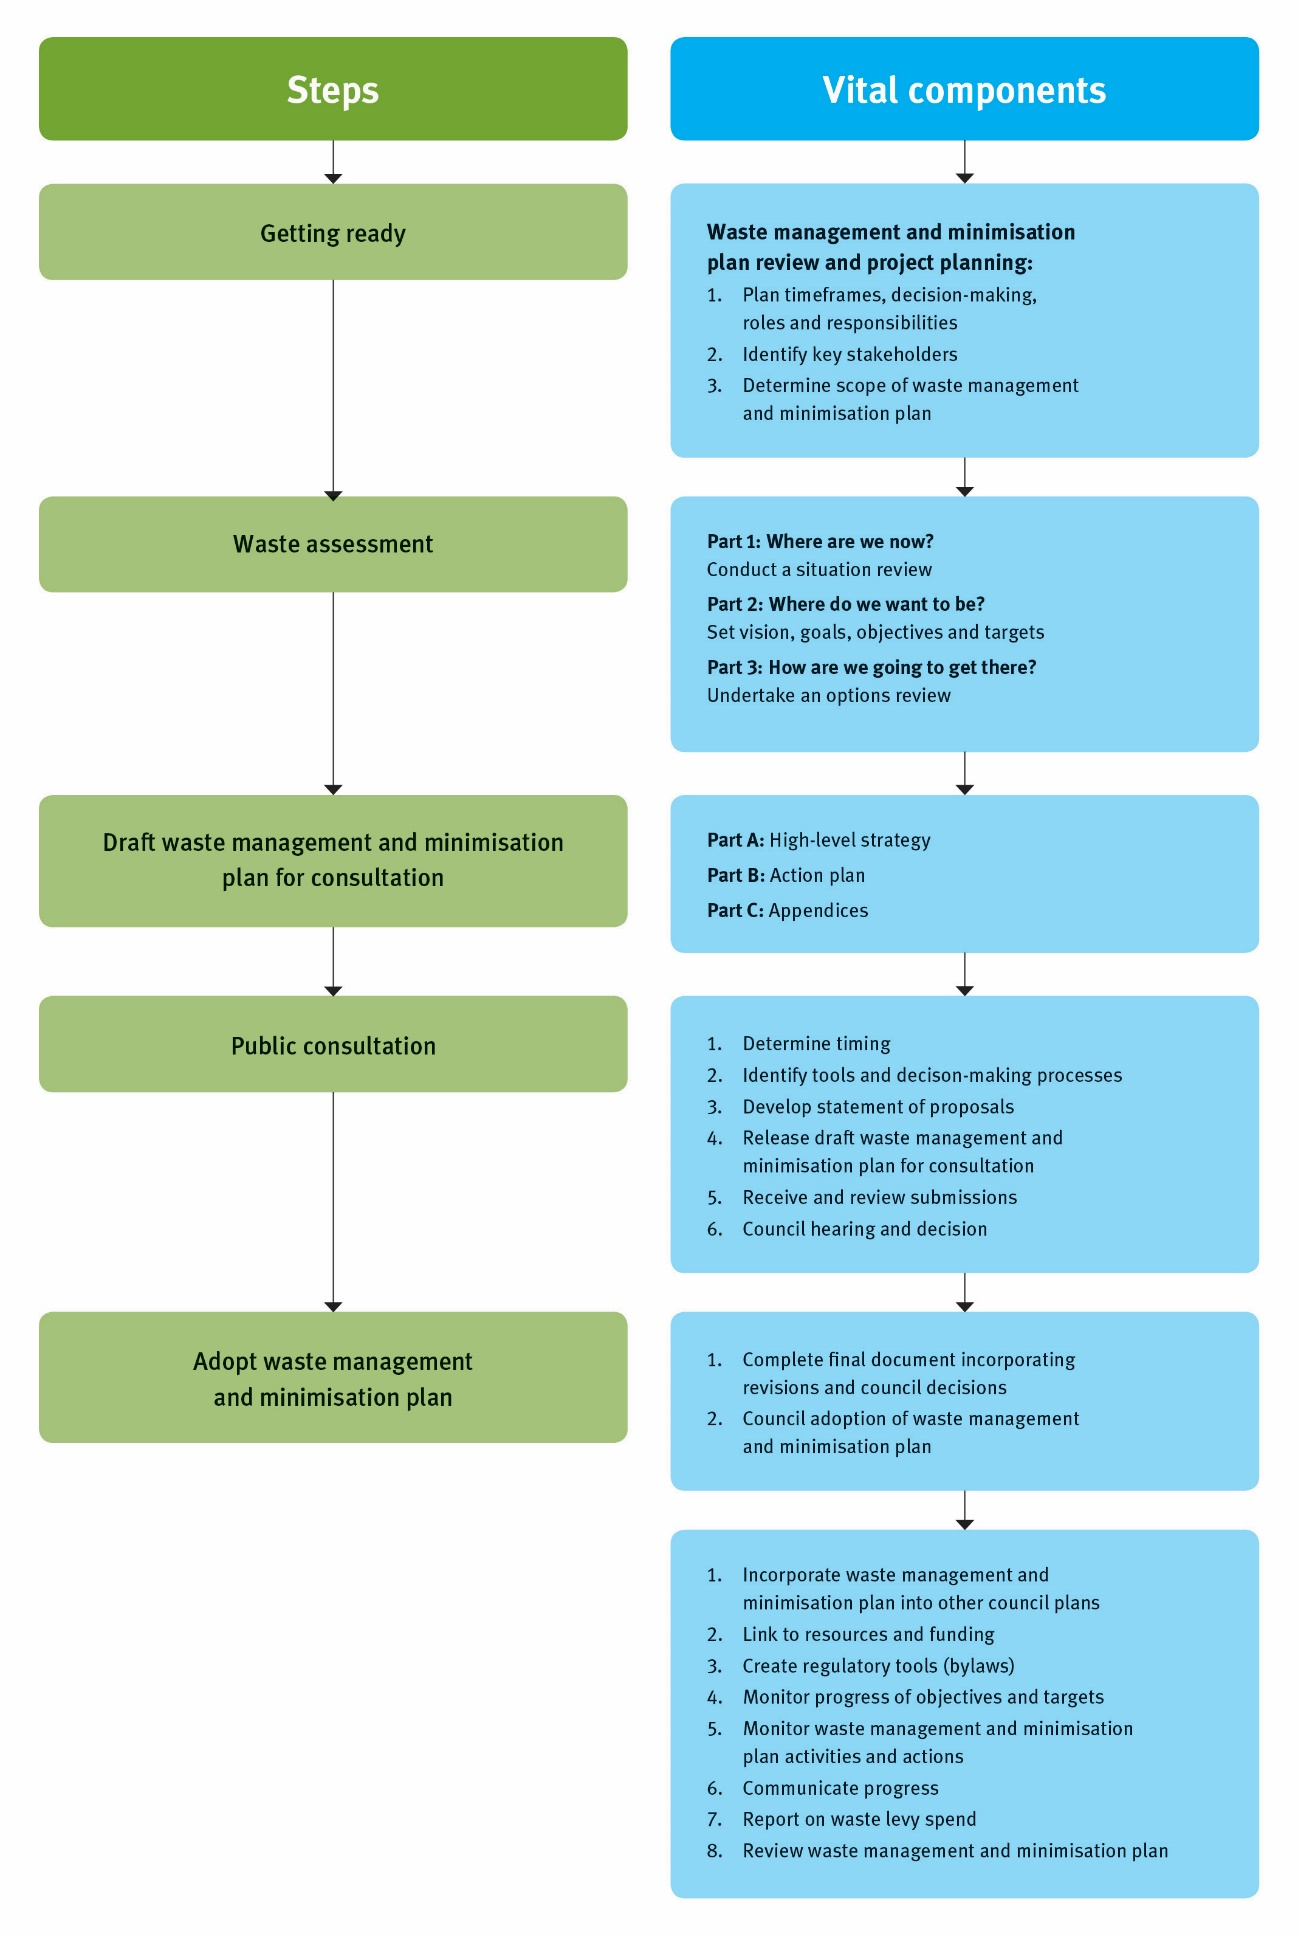 Steps
Vital components
Getting ready
Waste management and minimisation
plan review and project planning:
1. Plan timeframes, decision-making,
roles and responsibilities
2. Identify key stakeholders
3. Determine scope of waste management
and minimisation plan
Waste assessment
Part 1: Where are we now?
Conduct a situation review
Part 2: Where do we want to be?
Set vision, goals, objectives and targets
Part 3: How are we going to get there?
Undertake an options review
Draft waste management and minimisation
plan for consultation
Part A: High-level strategy
Part B: Action plan
Part C: Appendices
Public consultation
1. Determine timing
2. Identify tools and decison-making processes
3. Develop statement of proposals
4. Release draft waste management and
minimisation plan for consultation
5. Receive and review submissions
6. Council hearing and decision
Adopt waste management
and minimisation plan
1. Complete final document incorporating
revisions and council decisions
2. Council adoption of waste management
and minimisation plan
1. Incorporate waste management and
minimisation plan into other council plans
2. Link to resources and funding
3. Create regulatory tools (bylaws)
4. Monitor progress of objectives and targets
5. Monitor waste management and minimisation
plan activities and actions
6. Communicate progress
7. Report on waste levy spend
8. Review waste management and minimisation plan